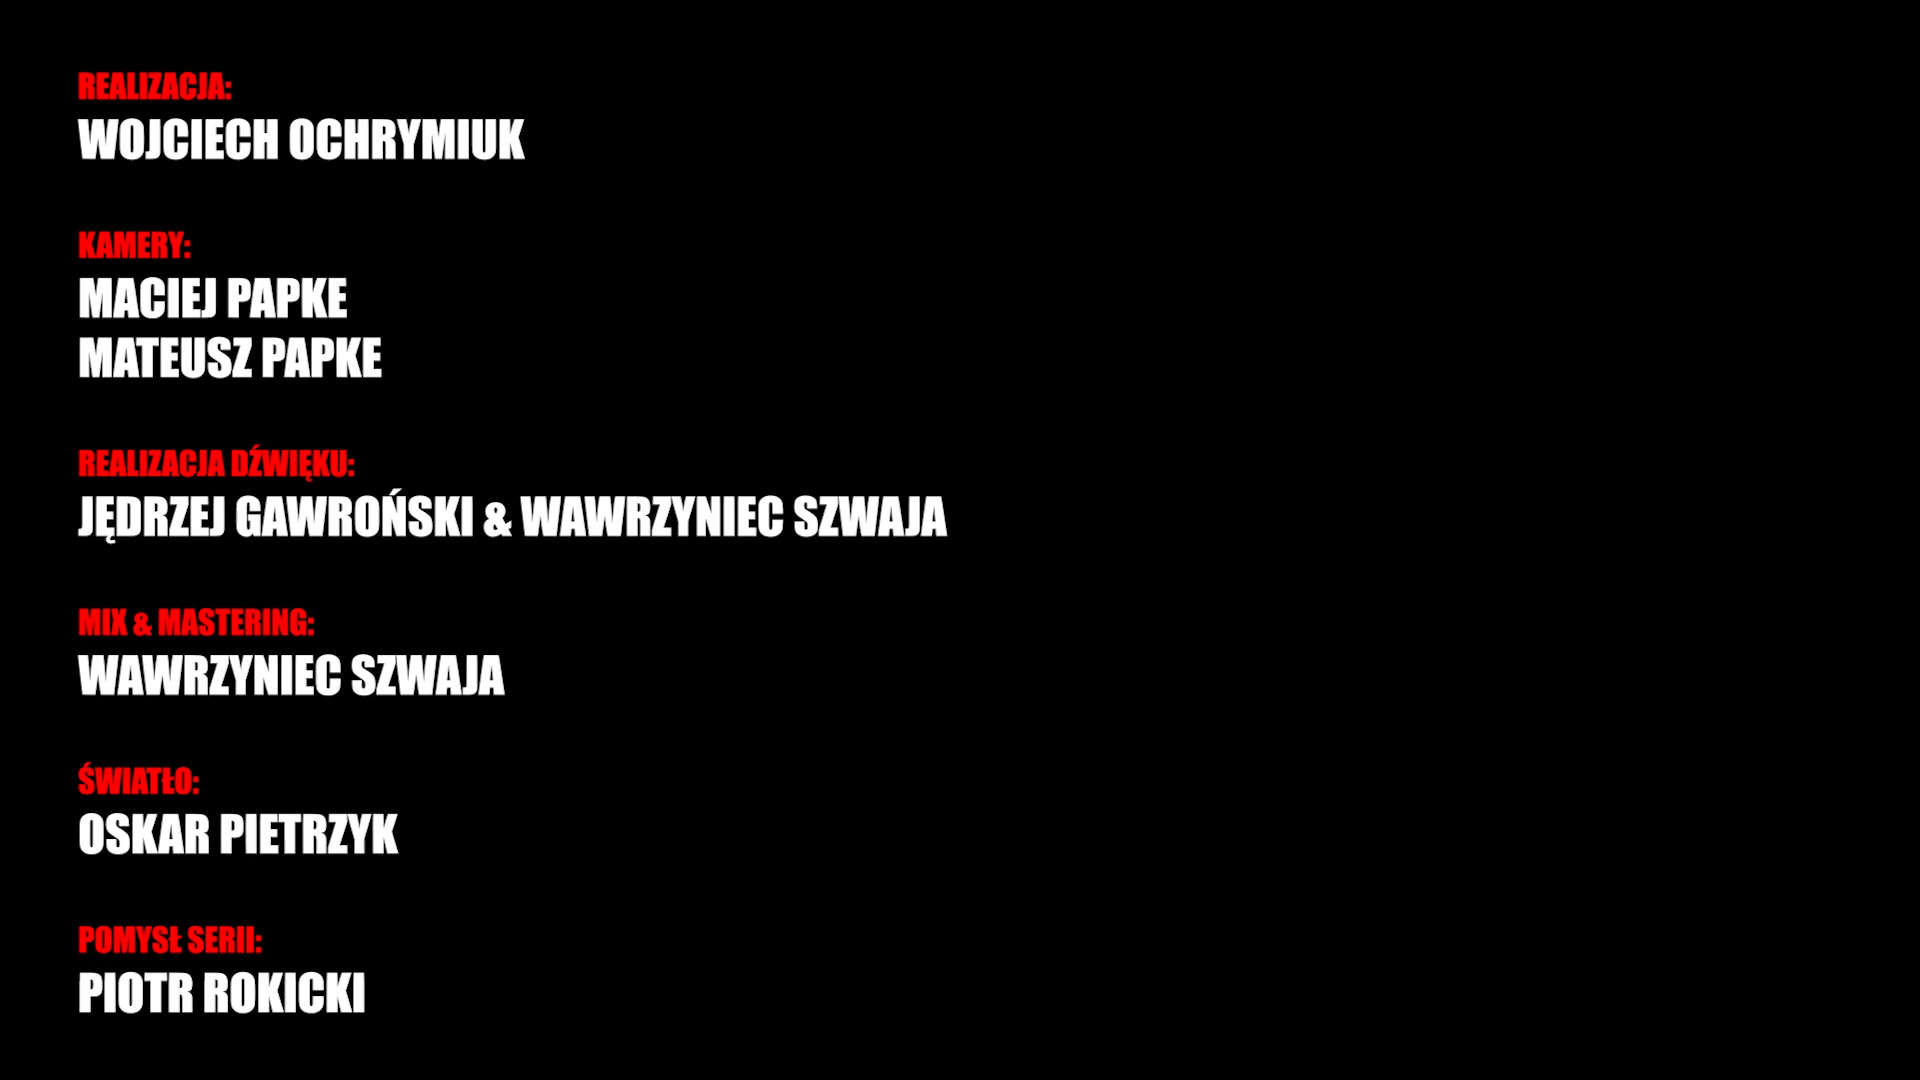 REALIZACJA:
WOJCIECH OCHRYMIUK
KAMERY:
MACIEJ PAPKE
MATEUSZ PAPKE
REALIZACJA DŹWIĘKU:
JĘDRZEJ GAWROŃSKI & WAWRZYNIEC SZWAJA
MIX & MASTERING:
WAWRZYNIEC SZWAJA
ŚWIATŁO:
OSKAR PIETRZYK
POMYSŁ SERII:
PIOTR ROKICKI